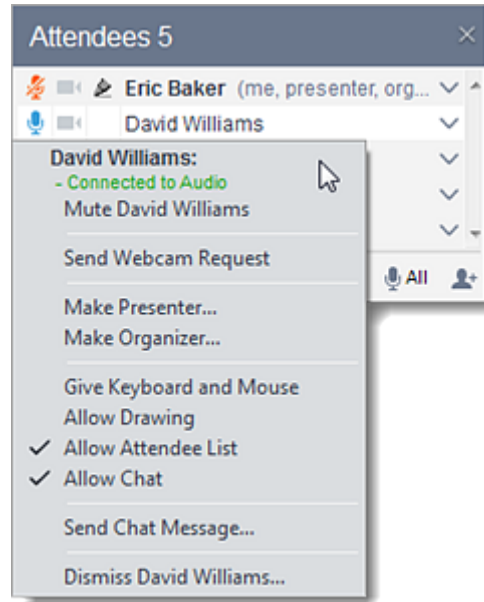 Attendees 5
Eric Baker (me, presenter, org...
David Williams
David Williams:
- Connected to Audio
Mute David Williams
Send Webcam Request
All
Make Presenter...
Make Organizer...
Give Keyboard and Mouse
Allow Drawing
Allow Attendee List
Allow Chat
Send Chat Message...
Dismiss David Williams...